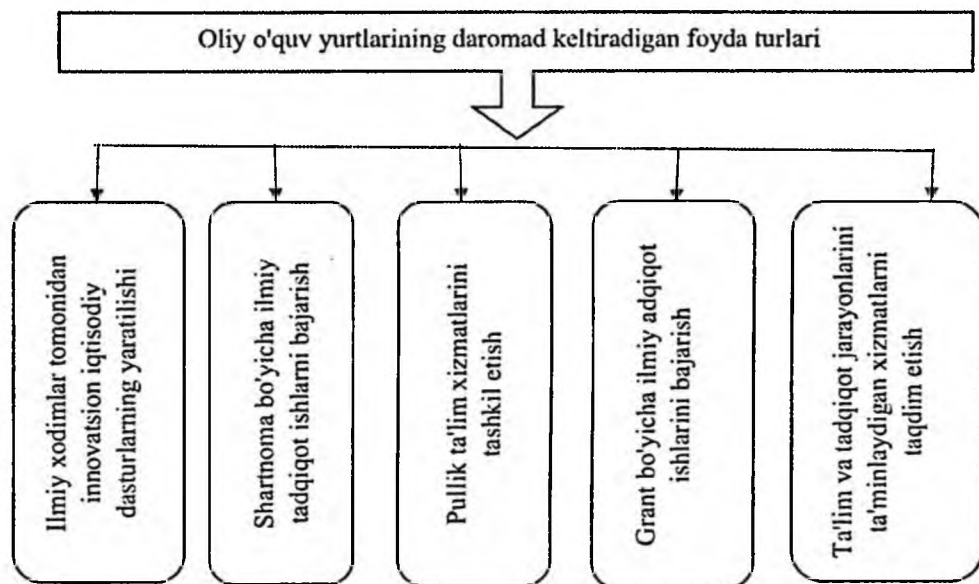 Oliy o'quv yurtlarining daromad keltiradigan foyda turlari
Ilmiy xodimlar tomonidan
innovatsion iqtisodiy
dasturlarning yaratilishi
Shartnoma bo'yicha ilmiy
tadqiqot ishlarni bajarish
Pullik ta'lim xizmatlarini
tashkil etish
Grant bo'yicha ilmiy adqiqot
ishlarini bajarish
Ta'lim va tadqiqot jarayonlarini
ta'minlaydigan xizmatlarni
taqdim etish